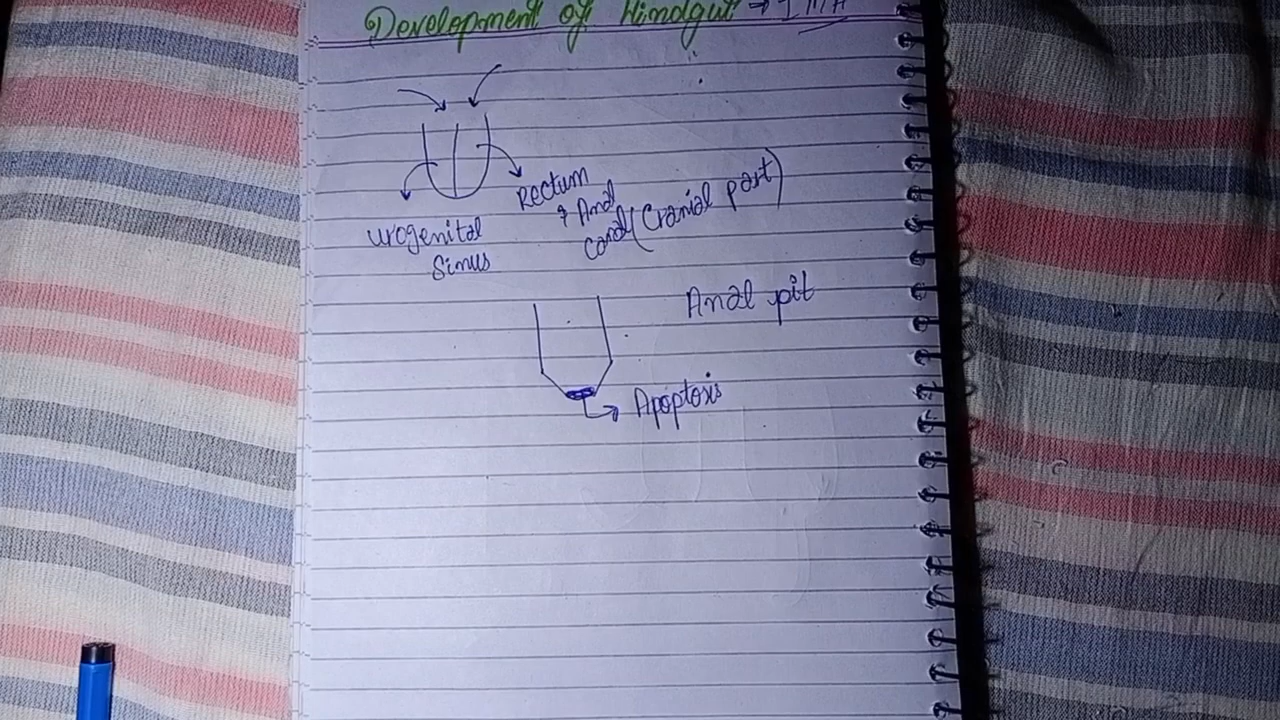 Development of Hindgut → IMA
Rectum
& Anal
canal (Cranial part)
urogenital
Sinus
Anal pit
Apoptosis